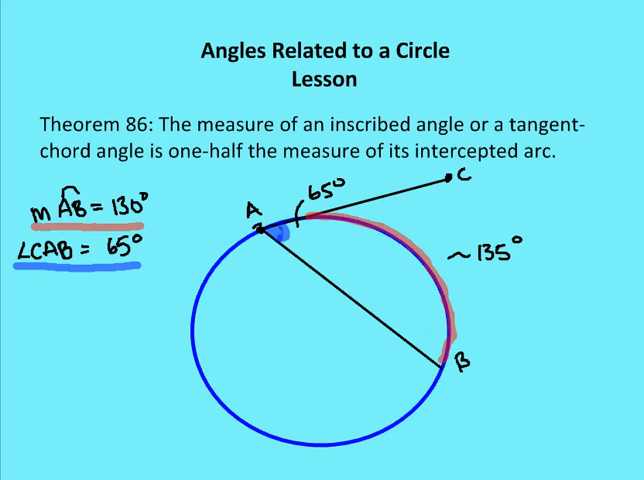 Angles Related to a Circle
Lesson
Theorem 86: The measure of an inscribed angle or a tangent-
chord angle is one-half the measure of its intercepted arc.
m AB = 130°
∠CAB = 65°
A
65°
C
~135°
B